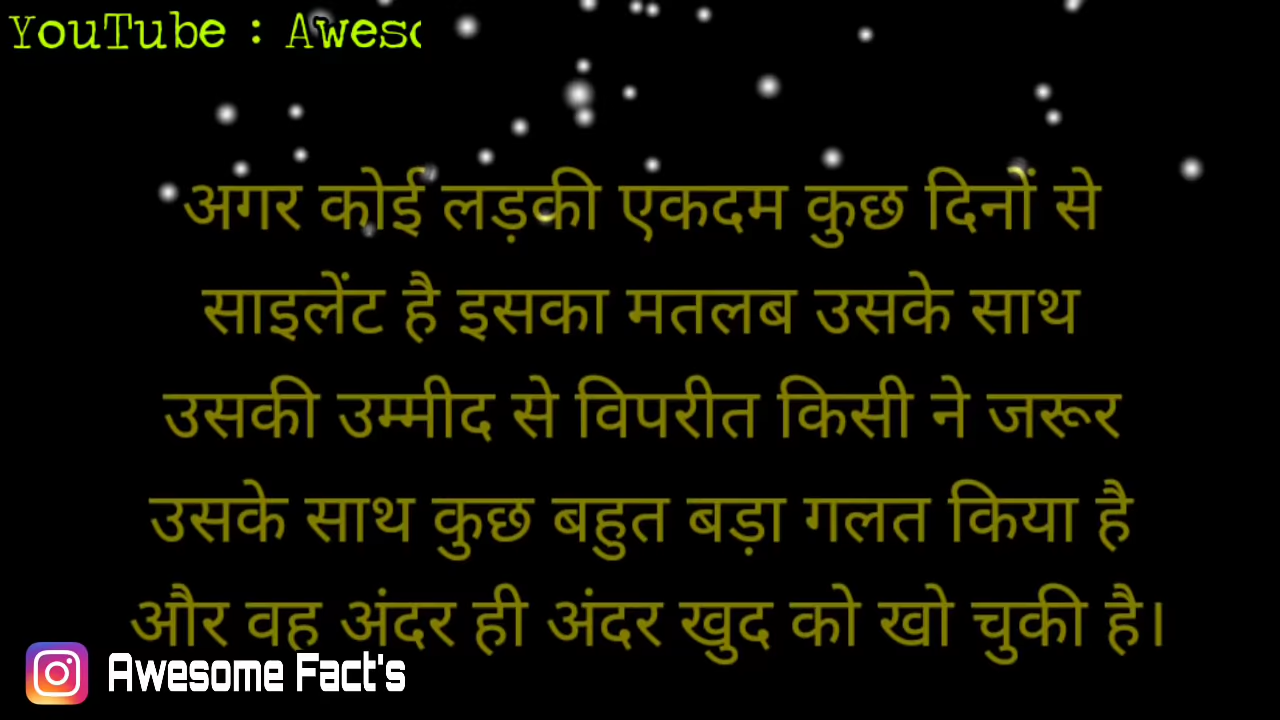 YouTube : Aweso
अगर कोई लड़की एकदम कुछ दिनों से
साइलेंट है इसका मतलब उसके साथ
उसकी उम्मीद से विपरीत किसी ने जरूर
उसके साथ कुछ बहुत बड़ा गलत किया है
और वह अंदर ही अंदर खुद को खो चुकी है।
Awesome Fact's